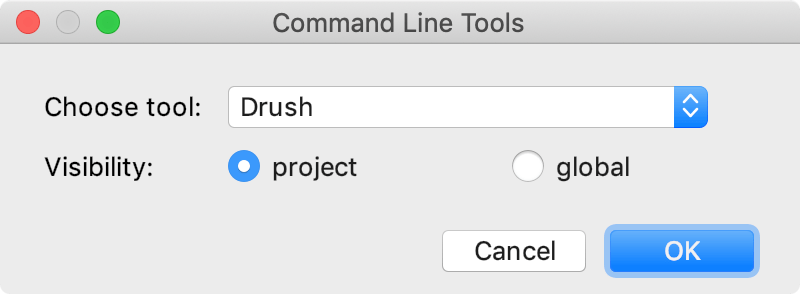 Command Line Tools
Choose tool: Drush
Visibility: project global
Cancel OK